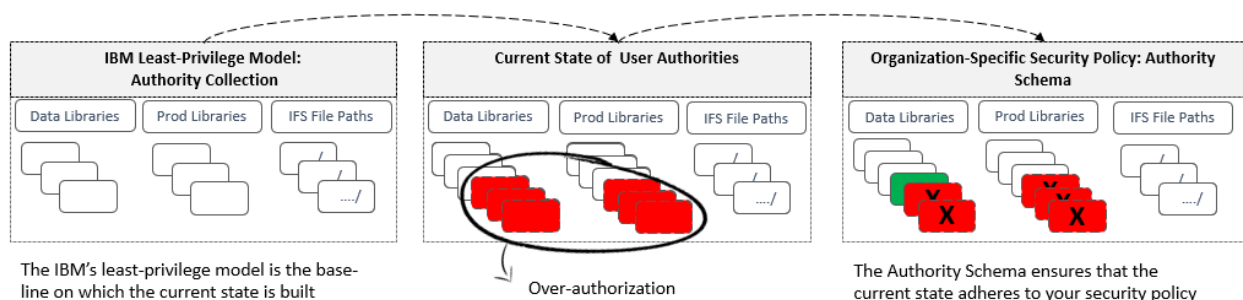 IBM Least-Privilege Model:
Authority Collection
Data Libraries
Prod Libraries
IFS File Paths
/
/
..../
The IBM's least-privilege model is the base-
line on which the current state is built
Current State of User Authorities
Data Libraries
Prod Libraries
IFS File Paths
/
/
..../
Over-authorization
Organization-Specific Security Policy: Authority
Schema
Data Libraries
Prod Libraries
IFS File Paths
X
X
X
X
X
/
/
..../
The Authority Schema ensures that the
current state adheres to your security policy